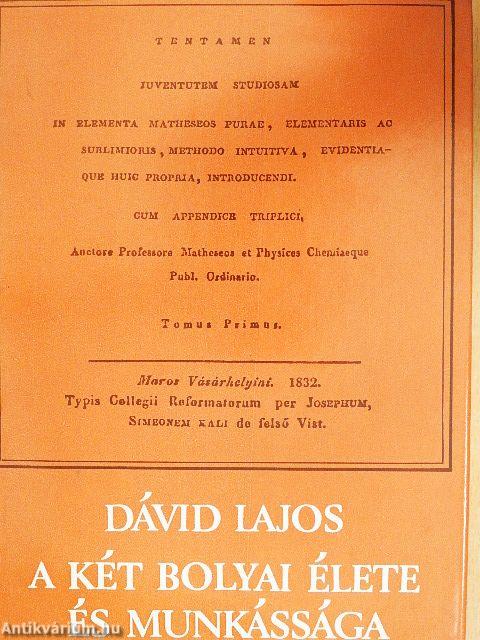 TENTAMEN
JUVENTUTEM STUDIOSAM
IN ELEMENTA MATHESEOS PURAE, ELEMENTARIS AC
SUBLIMIORIS, METHODO INTUITIVA, EVIDENTIA-
QUE HUIC PROPRIA, INTRODUCENDI.
CUM APPENDICE TRIPLICI,
Auctore Professore Matheseos et Physices Chemiaeque
Publ. Ordinario.
Tomus Primus.
Maros Vásárhelyini. 1832.
Typis Collegii Reformatorum per JOSEPHUM,
SIMEONEM KALI de felső Vist.
DÁVID LAJOS
A KÉT BOLYAI ÉLETE
ÉS MUNKÁSSÁGA
Antikvárium.hu